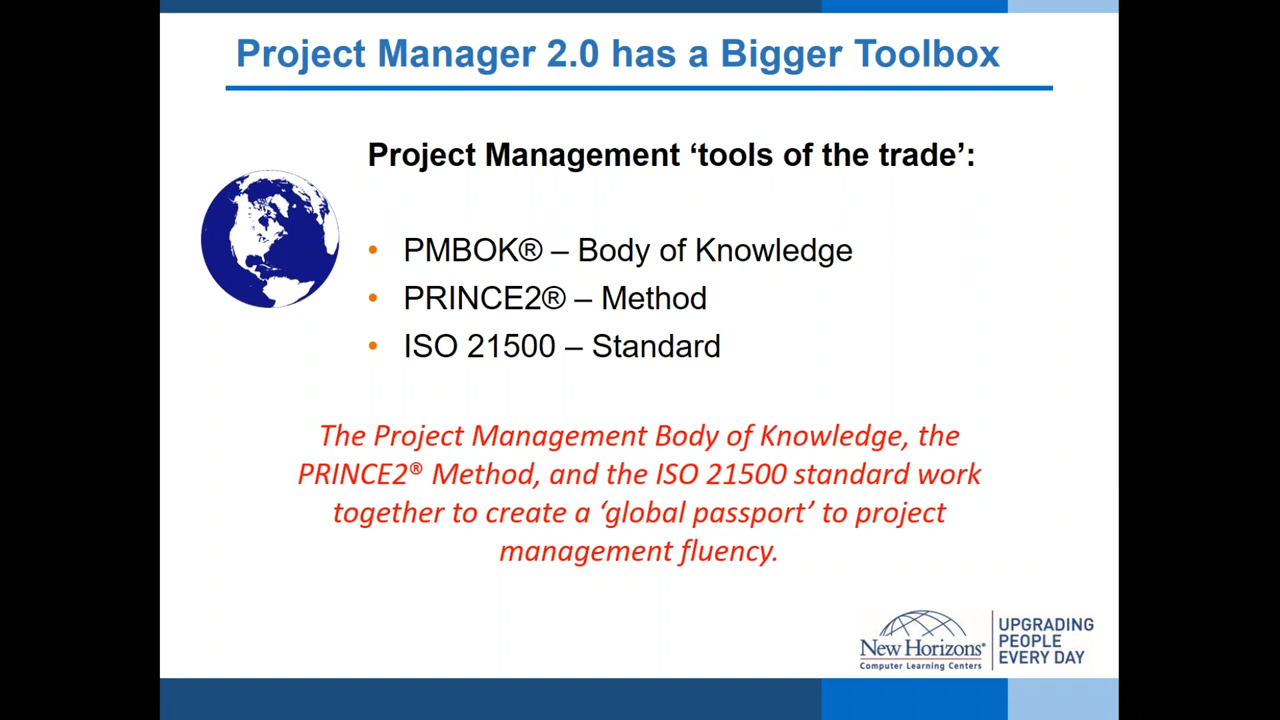 Project Manager 2.0 has a Bigger Toolbox
Project Management ‘tools of the trade’:
• PMBOK® – Body of Knowledge
• PRINCE2® – Method
• ISO 21500 – Standard
The Project Management Body of Knowledge, the
PRINCE2® Method, and the ISO 21500 standard work
together to create a ‘global passport’ to project
management fluency.
New Horizons®
Computer Learning Centers
UPGRADING
PEOPLE
EVERY DAY